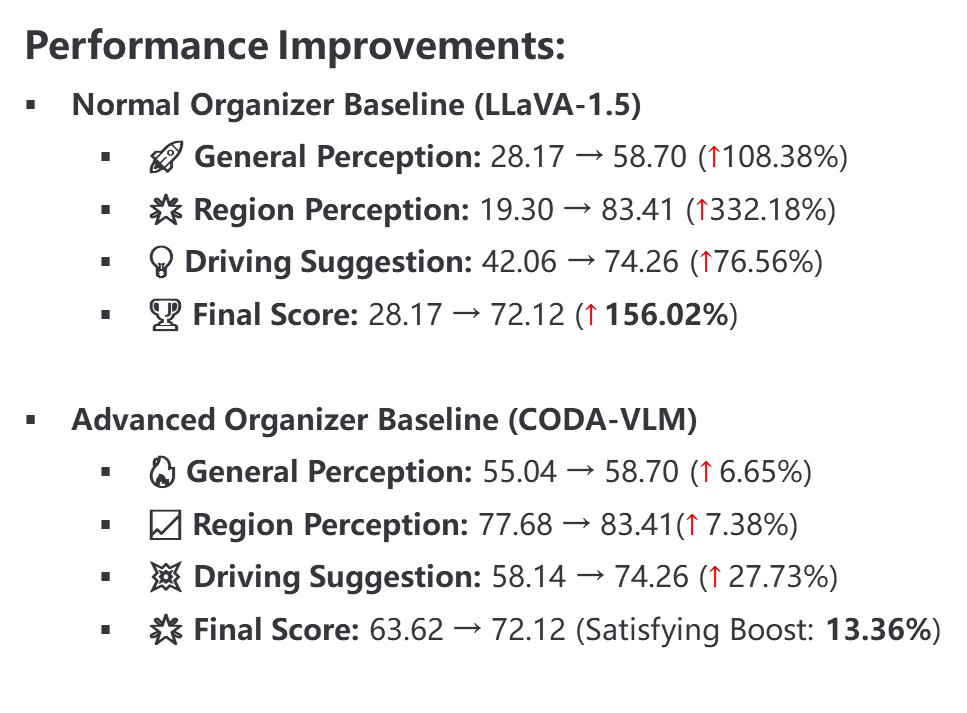 Performance Improvements:
▪ Normal Organizer Baseline (LLaVA-1.5)
▪ 🚀 General Perception: 28.17 → 58.70 (↑108.38%)
▪ 🌟 Region Perception: 19.30 → 83.41 (↑332.18%)
▪ 💡 Driving Suggestion: 42.06 → 74.26 (↑76.56%)
▪ 🏆 Final Score: 28.17 → 72.12 (↑ 156.02%)
▪ Advanced Organizer Baseline (CODA-VLM)
▪ 🔥 General Perception: 55.04 → 58.70 (↑ 6.65%)
▪ 📈 Region Perception: 77.68 → 83.41(↑ 7.38%)
▪ 💥 Driving Suggestion: 58.14 → 74.26 (↑ 27.73%)
▪ 🌟 Final Score: 63.62 → 72.12 (Satisfying Boost: 13.36%)